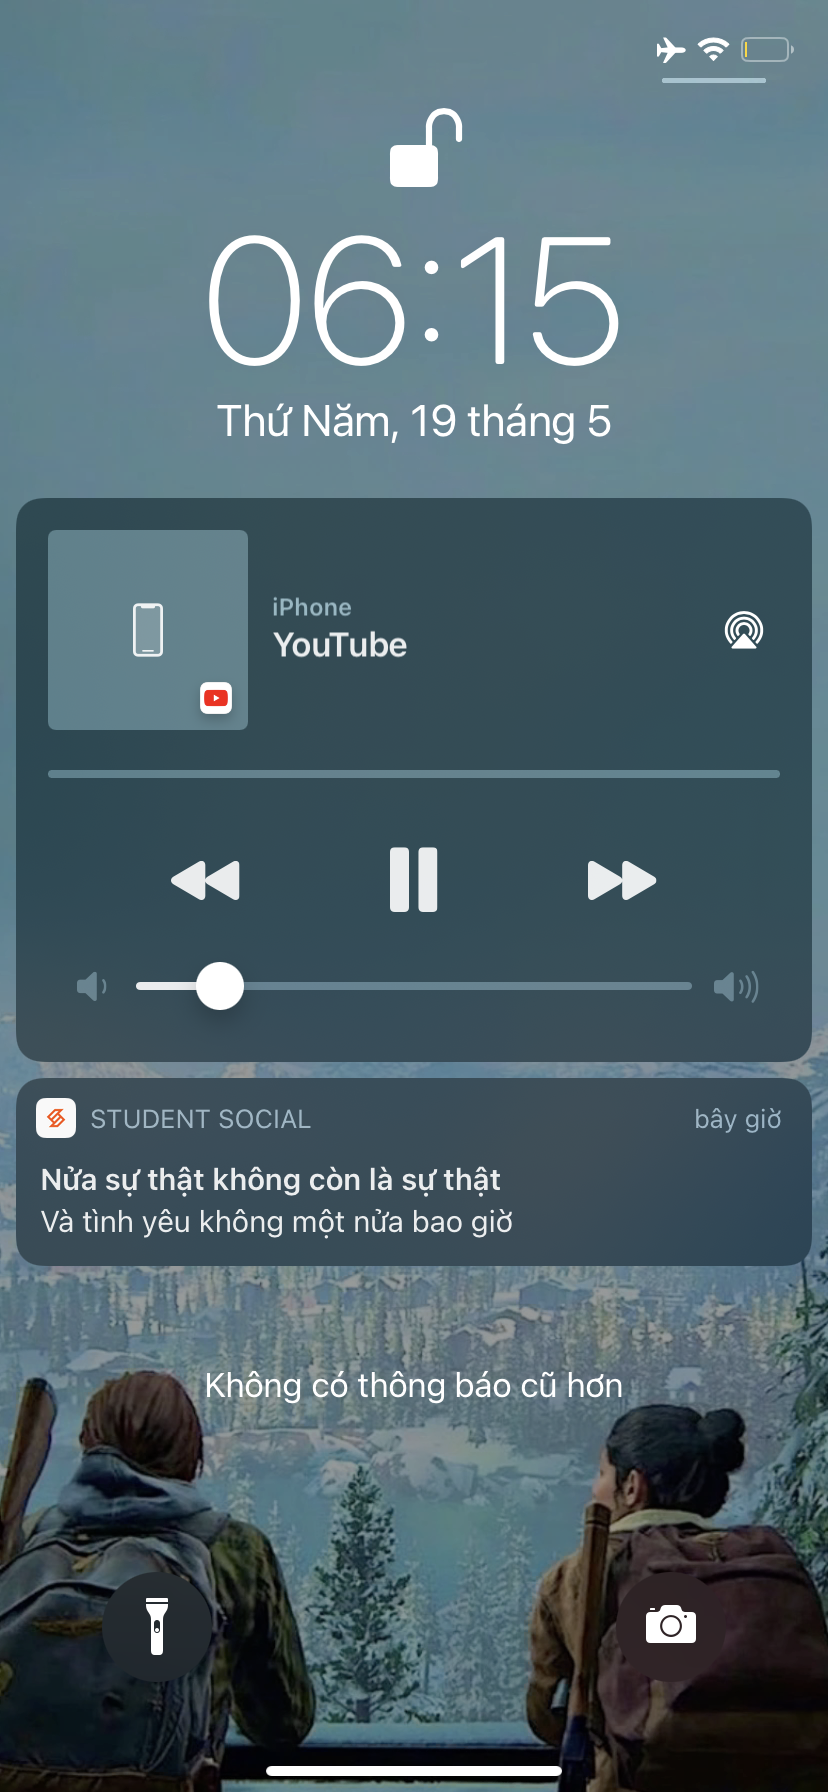 06:15
Thứ Năm, 19 tháng 5
iPhone
YouTube
STUDENT SOCIAL
bây giờ
Nửa sự thật không còn là sự thật
Và tình yêu không một nửa bao giờ
Không có thông báo cũ hơn